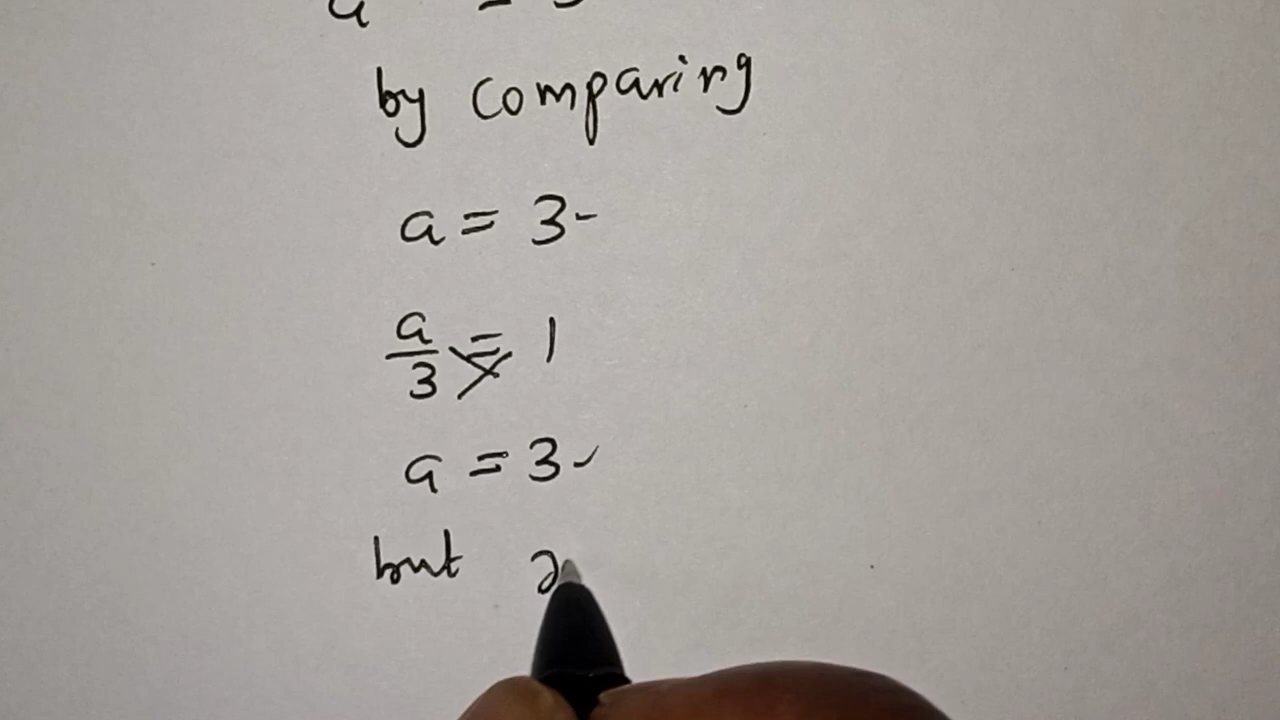 a =
by comparing
a = 3
a/3 = 1
a = 3
but